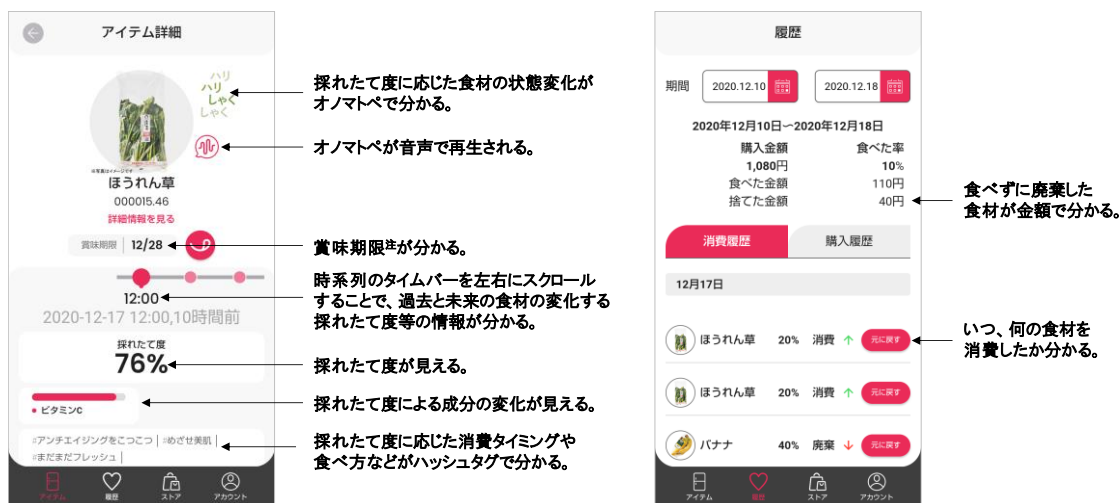 アイテム詳細
ハリ
ハリ
しゃく
しゃく
※写真はイメージです
ほうれん草
000015.46
詳細情報を見る
賞味期限 12/28
12:00
2020-12-17 12:00,10時間前
採れたて度
76%
ビタミンC
#アンチエイジングをこつこつ #めざせ美肌
#まだまだフレッシュ
アイテム 履歴 ストア アカウント
採れたて度に応じた食材の状態変化が
オノマトペで分かる。
オノマトペが音声で再生される。
賞味期限注が分かる。
時系列のタイムバーを左右にスクロール
することで、過去と未来の食材の変化する
採れたて度等の情報が分かる。
採れたて度が見える。
採れたて度による成分の変化が見える。
採れたて度に応じた消費タイミングや
食べ方などがハッシュタグで分かる。
履歴
期間 2020.12.10 2020.12.18
2020年12月10日〜2020年12月18日
購入金額 食べた率
1,080円 10%
食べた金額 110円
捨てた金額 40円
消費履歴 購入履歴
12月17日
ほうれん草 20% 消費 ↑ 元に戻す
ほうれん草 20% 消費 ↑ 元に戻す
バナナ 40% 廃棄 ↓ 元に戻す
アイテム 履歴 ストア アカウント
食べずに廃棄した
食材が金額で分かる。
いつ、何の食材を
消費したか分かる。